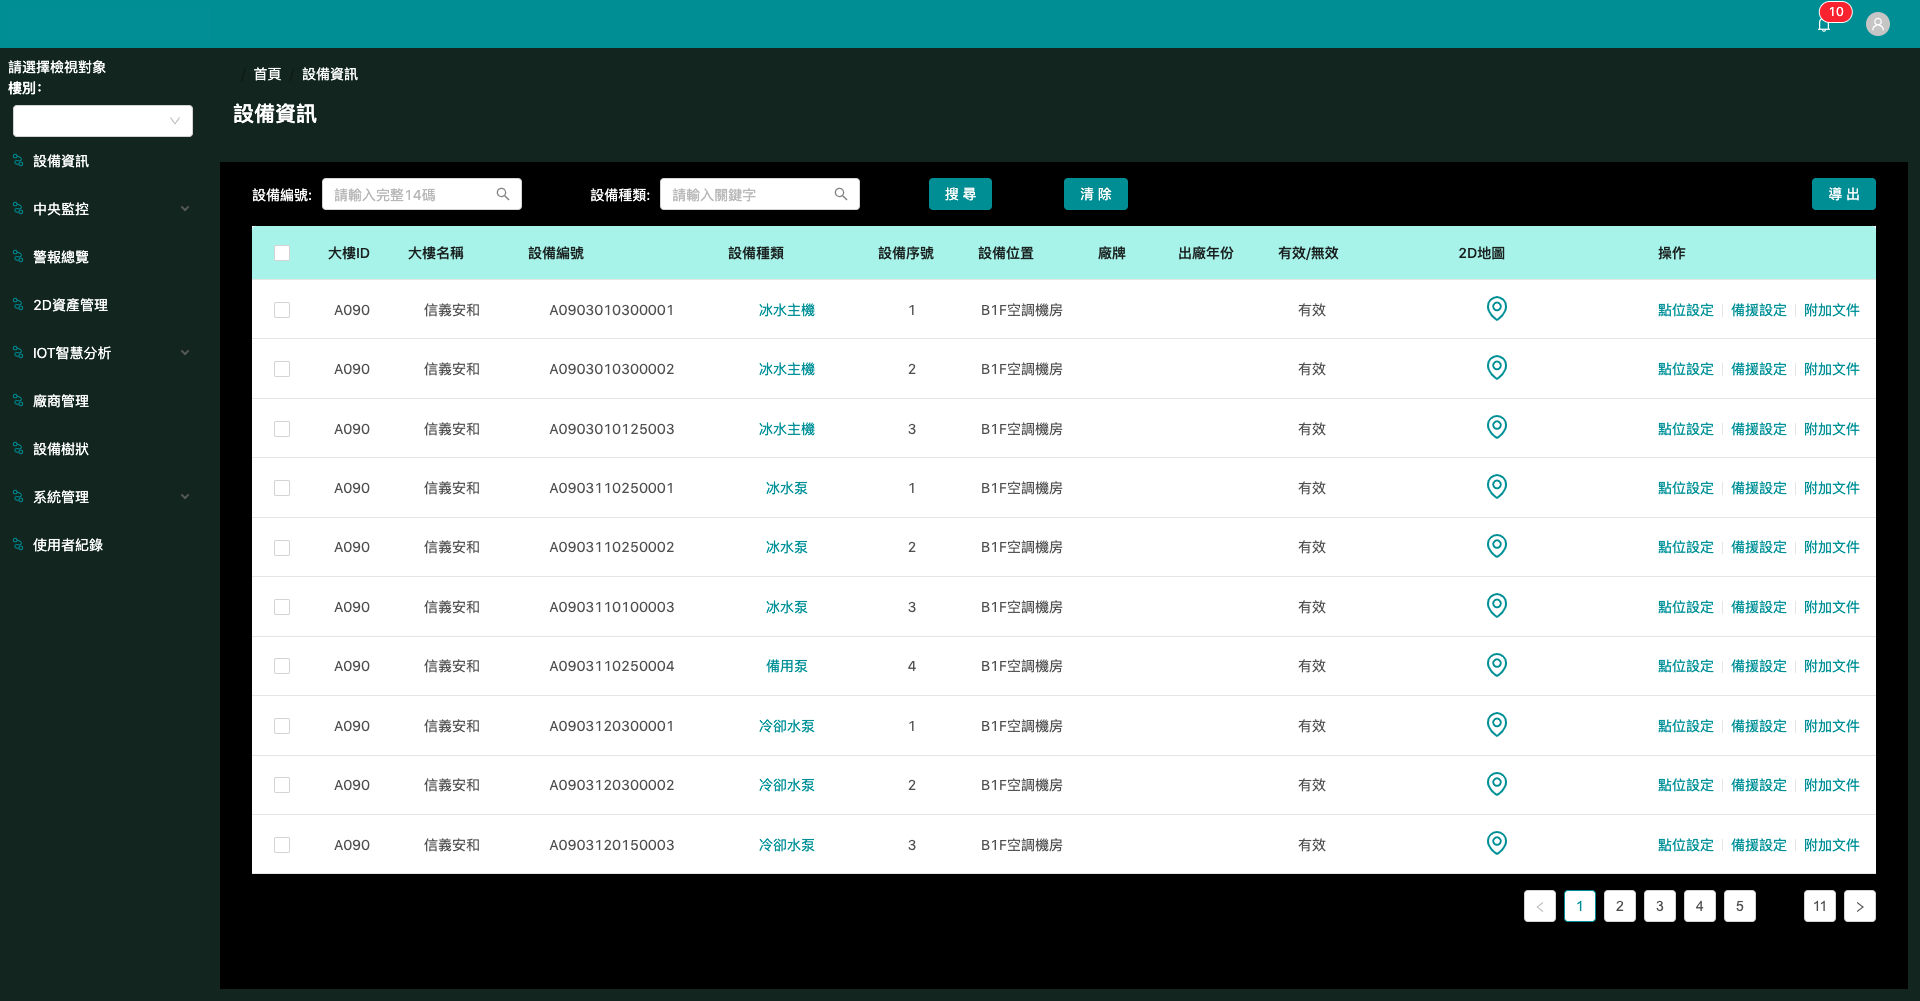 10
請選擇檢視對象
樓別：
設備資訊
中央監控
警報總覽
2D資產管理
IOT智慧分析
廠商管理
設備樹狀
系統管理
使用者紀錄
/ 首頁 / 設備資訊
設備資訊
設備編號: 請輸入完整14碼 設備種類: 請輸入關鍵字 搜 尋 清 除 導 出
大樓ID 大樓名稱 設備編號 設備種類 設備序號 設備位置 廠牌 出廠年份 有效/無效 2D地圖 操作
A090 信義安和 A0903010300001 冰水主機 1 B1F空調機房 有效 點位設定 備援設定 附加文件
A090 信義安和 A0903010300002 冰水主機 2 B1F空調機房 有效 點位設定 備援設定 附加文件
A090 信義安和 A0903010125003 冰水主機 3 B1F空調機房 有效 點位設定 備援設定 附加文件
A090 信義安和 A0903110250001 冰水泵 1 B1F空調機房 有效 點位設定 備援設定 附加文件
A090 信義安和 A0903110250002 冰水泵 2 B1F空調機房 有效 點位設定 備援設定 附加文件
A090 信義安和 A0903110100003 冰水泵 3 B1F空調機房 有效 點位設定 備援設定 附加文件
A090 信義安和 A0903110250004 備用泵 4 B1F空調機房 有效 點位設定 備援設定 附加文件
A090 信義安和 A0903120300001 冷卻水泵 1 B1F空調機房 有效 點位設定 備援設定 附加文件
A090 信義安和 A0903120300002 冷卻水泵 2 B1F空調機房 有效 點位設定 備援設定 附加文件
A090 信義安和 A0903120150003 冷卻水泵 3 B1F空調機房 有效 點位設定 備援設定 附加文件
1 2 3 4 5 11